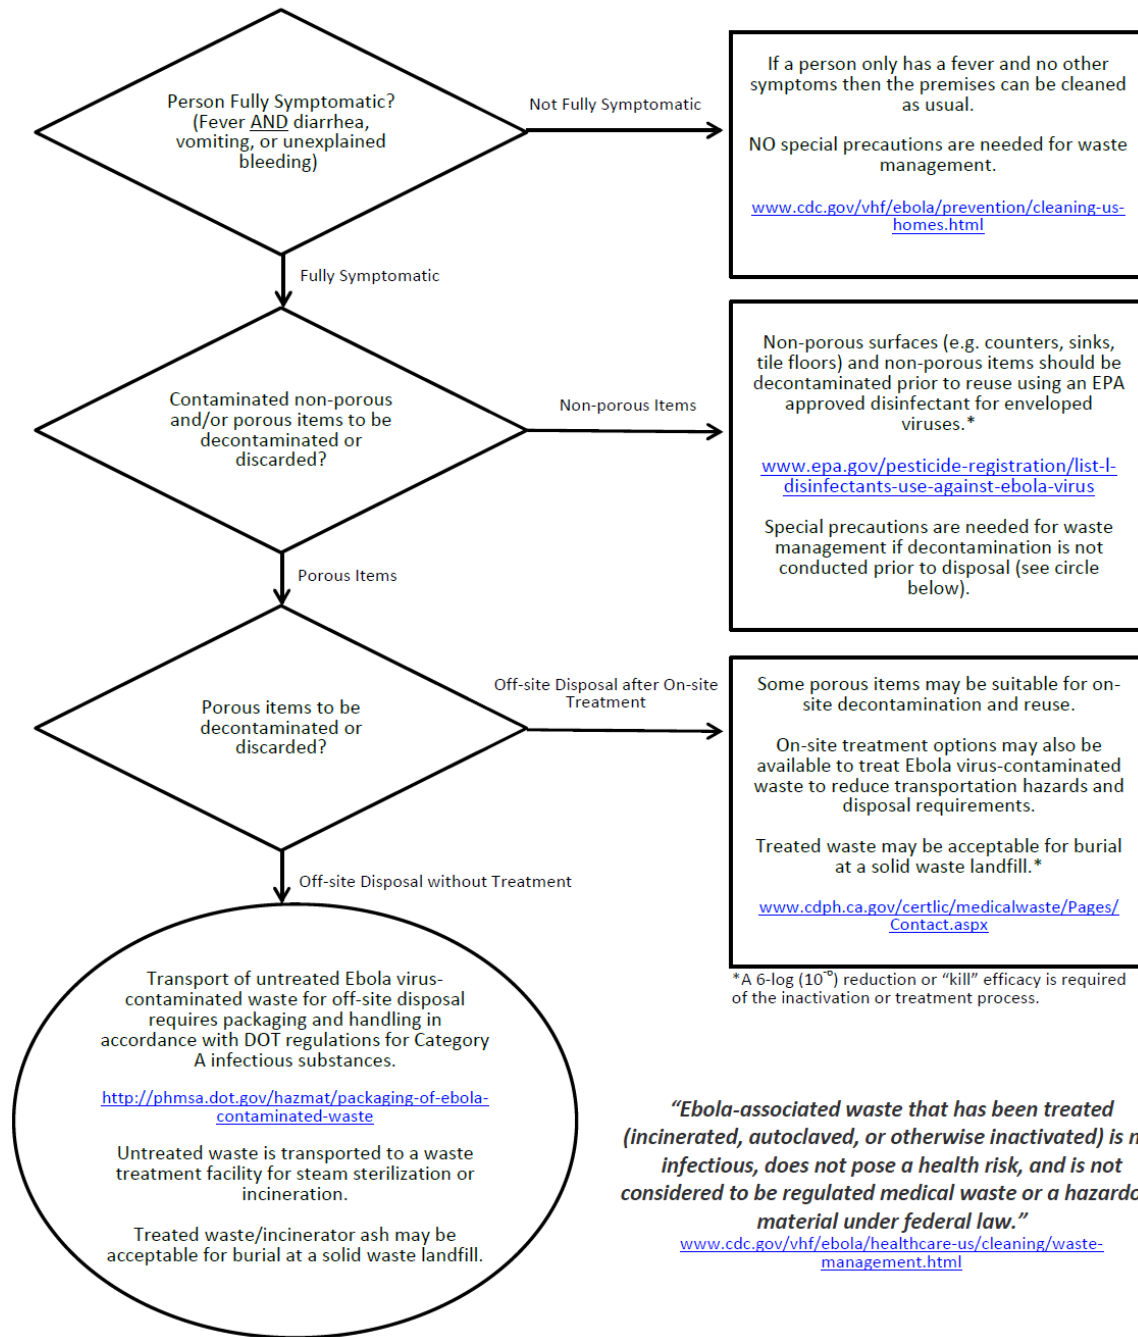 Person Fully Symptomatic?
(Fever AND diarrhea,
vomiting, or unexplained
bleeding)
Not Fully Symptomatic
If a person only has a fever and no other
symptoms then the premises can be cleaned
as usual.
NO special precautions are needed for waste
management.
www.cdc.gov/vhf/ebola/prevention/cleaning-us-
homes.html
Fully Symptomatic
Contaminated non-porous
and/or porous items to be
decontaminated or
discarded?
Non-porous Items
Non-porous surfaces (e.g. counters, sinks,
tile floors) and non-porous items should be
decontaminated prior to reuse using an EPA
approved disinfectant for enveloped
viruses.*
www.epa.gov/pesticide-registration/list-l-
disinfectants-use-against-ebola-virus
Special precautions are needed for waste
management if decontamination is not
conducted prior to disposal (see circle
below).
Porous Items
Porous items to be
decontaminated or
discarded?
Off-site Disposal after On-site
Treatment
Some porous items may be suitable for on-
site decontamination and reuse.
On-site treatment options may also be
available to treat Ebola virus-contaminated
waste to reduce transportation hazards and
disposal requirements.
Treated waste may be acceptable for burial
at a solid waste landfill.*
www.cdph.ca.gov/certlic/medicalwaste/Pages/
Contact.aspx
*A 6-log (10⁻⁶) reduction or “kill” efficacy is required
of the inactivation or treatment process.
Off-site Disposal without Treatment
Transport of untreated Ebola virus-
contaminated waste for off-site disposal
requires packaging and handling in
accordance with DOT regulations for Category
A infectious substances.
http://phmsa.dot.gov/hazmat/packaging-of-ebola-
contaminated-waste
Untreated waste is transported to a waste
treatment facility for steam sterilization or
incineration.
Treated waste/incinerator ash may be
acceptable for burial at a solid waste landfill.
“Ebola-associated waste that has been treated
(incinerated, autoclaved, or otherwise inactivated) is
infectious, does not pose a health risk, and is not
considered to be regulated medical waste or a
material under federal law.”
www.cdc.gov/vhf/ebola/healthcare-us/cleaning/waste-
management.html